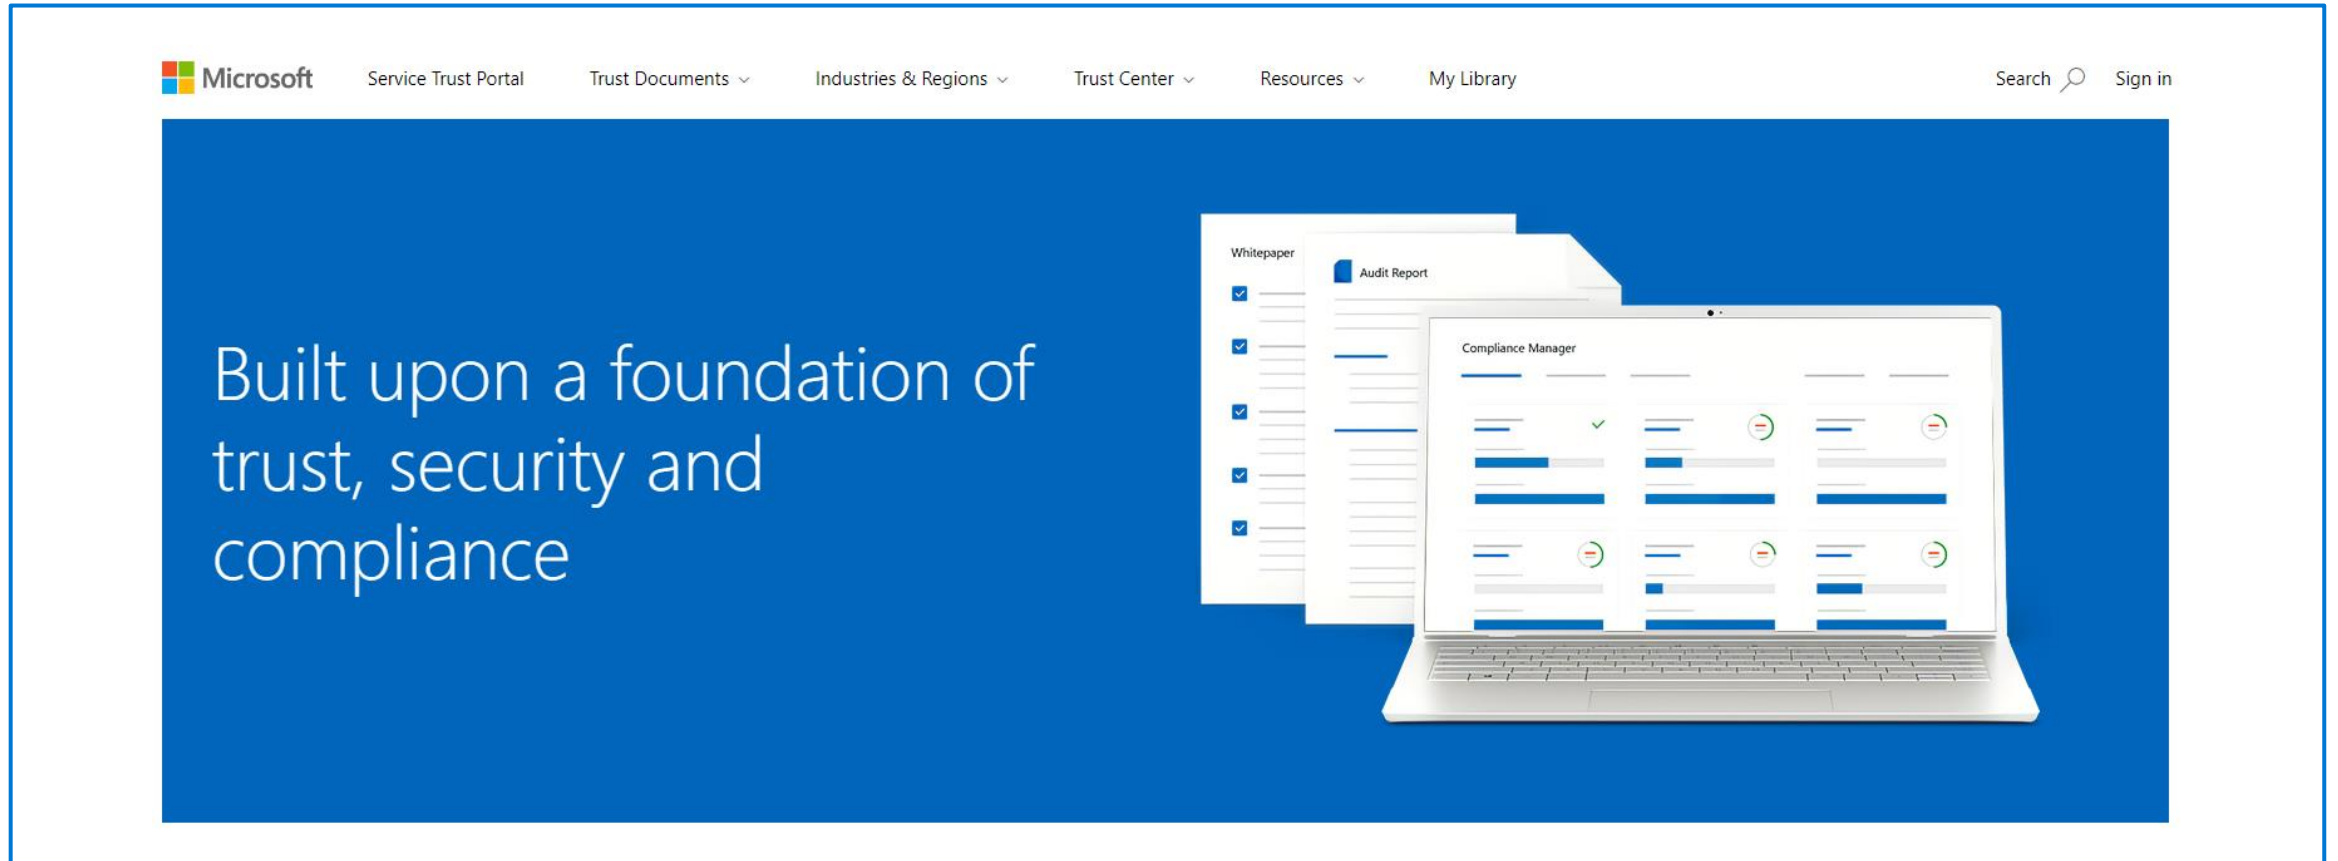 Microsoft Service Trust Portal Trust Documents Industries & Regions Trust Center Resources My Library Search Sign in
Built upon a foundation of
trust, security and
compliance
Whitepaper
Audit Report
Compliance Manager